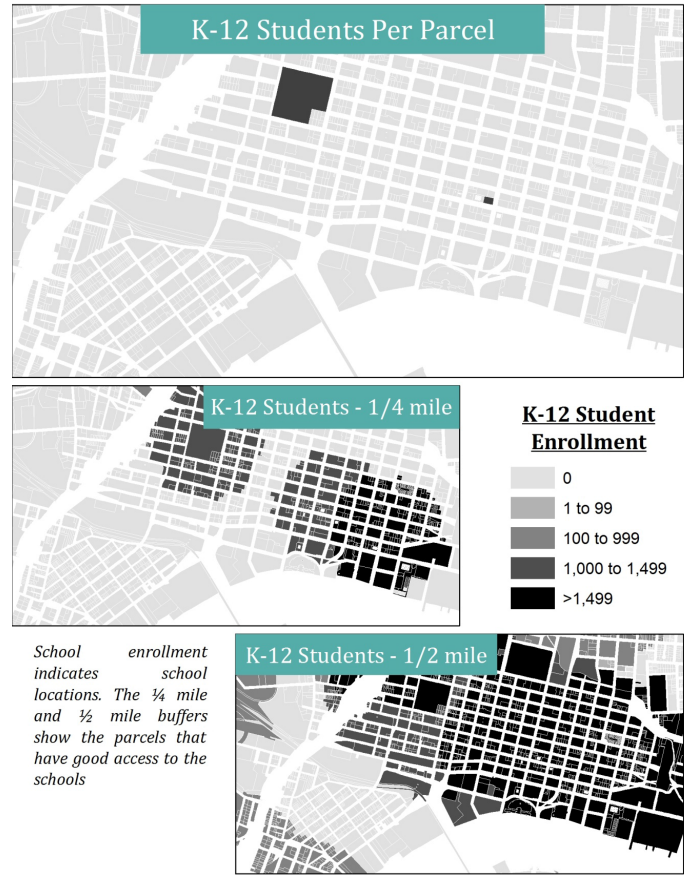 K-12 Students Per Parcel
K-12 Students - 1/4 mile
K-12 Student
Enrollment
0
1 to 99
100 to 999
1,000 to 1,499
>1,499
School enrollment
indicates school
locations. The ¼ mile
and ½ mile buffers
show the parcels that
have good access to the
schools
K-12 Students - 1/2 mile